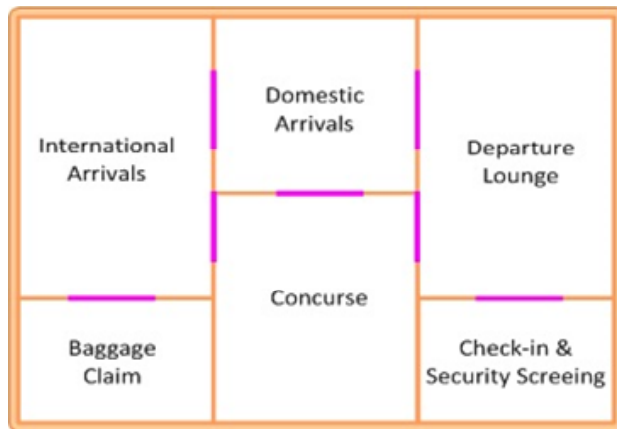 Domestic
Arrivals
International
Arrivals
Departure
Lounge
Concurse
Baggage
Claim
Check-in &
Security Screeing